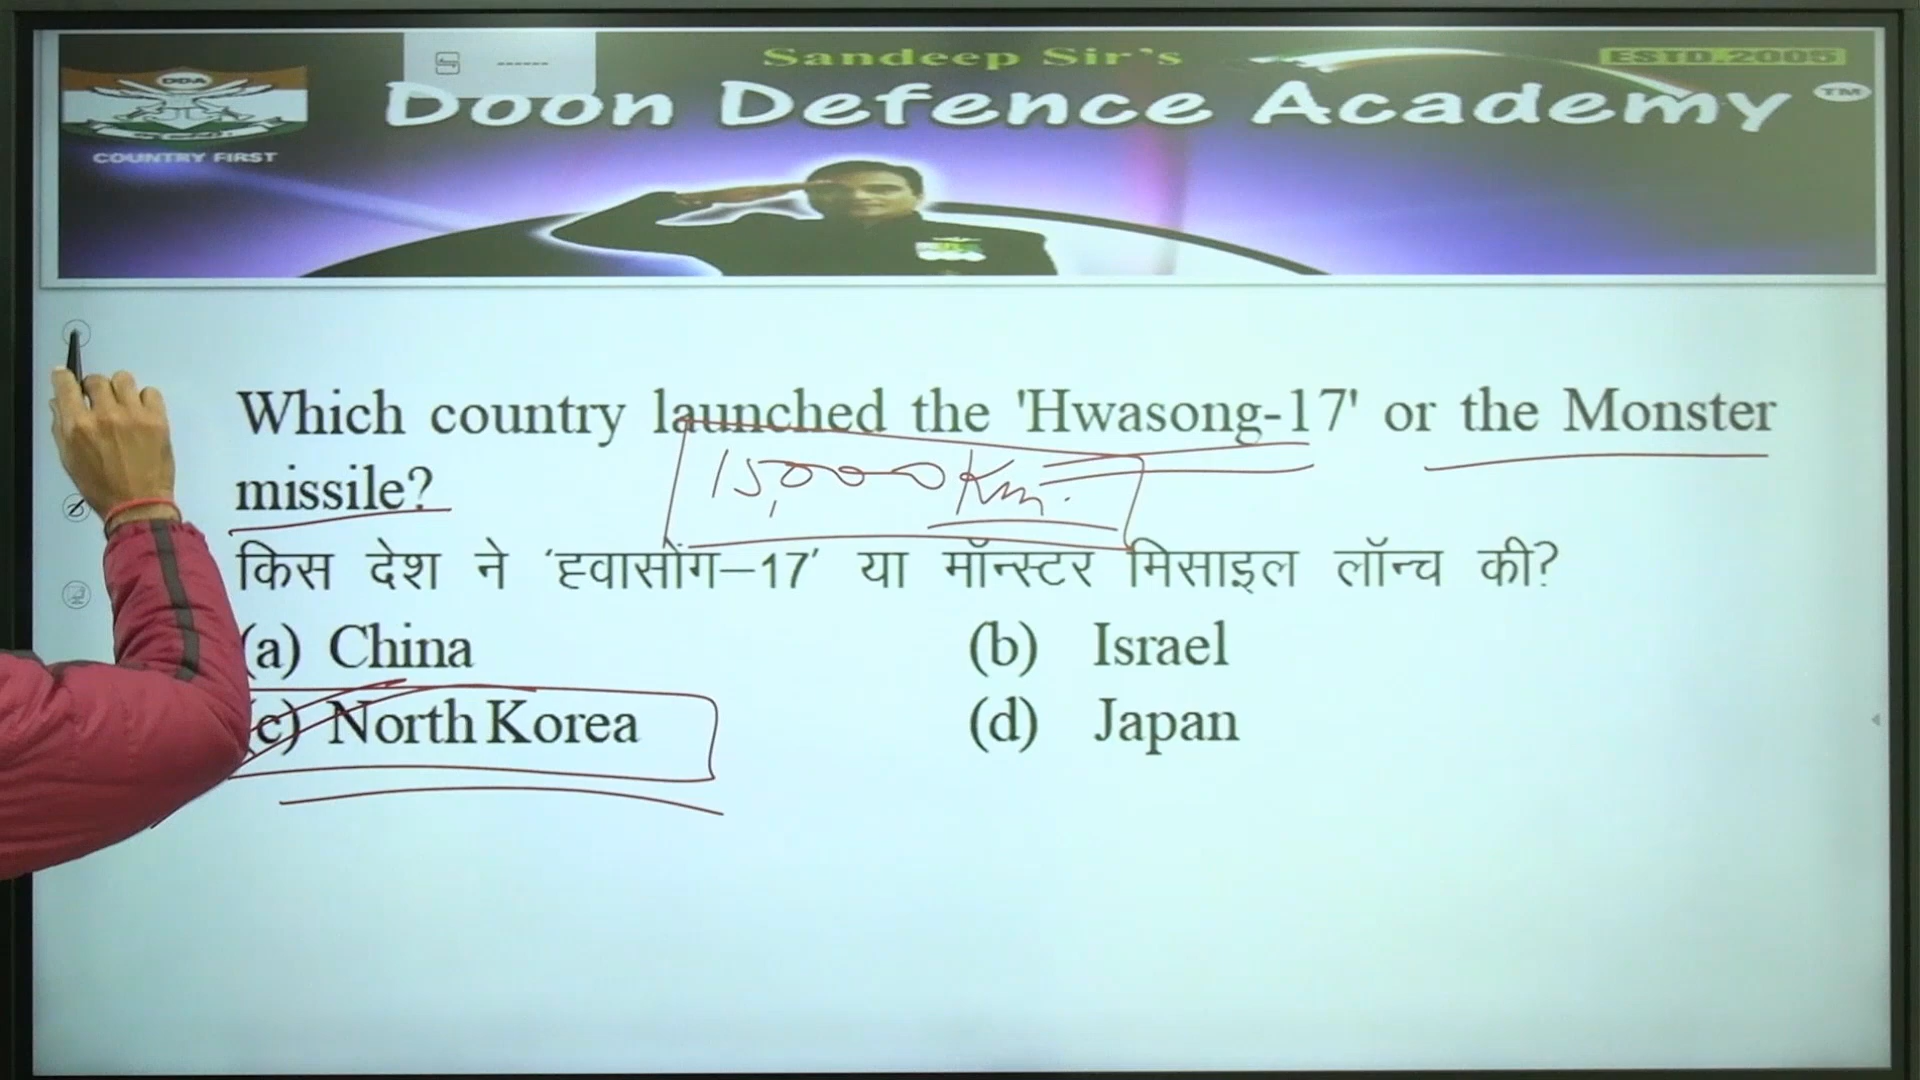 Sandeep Sir's
ESTD.2005
Doon Defence Academy TM
DDA
COUNTRY FIRST
Which country launched the 'Hwasong-17' or the Monster
15,000 Km.
missile?
किस देश ने 'ह्वासोंग–17' या मॉन्स्टर मिसाइल लॉन्च की?
(a) China (b) Israel
(c) North Korea (d) Japan